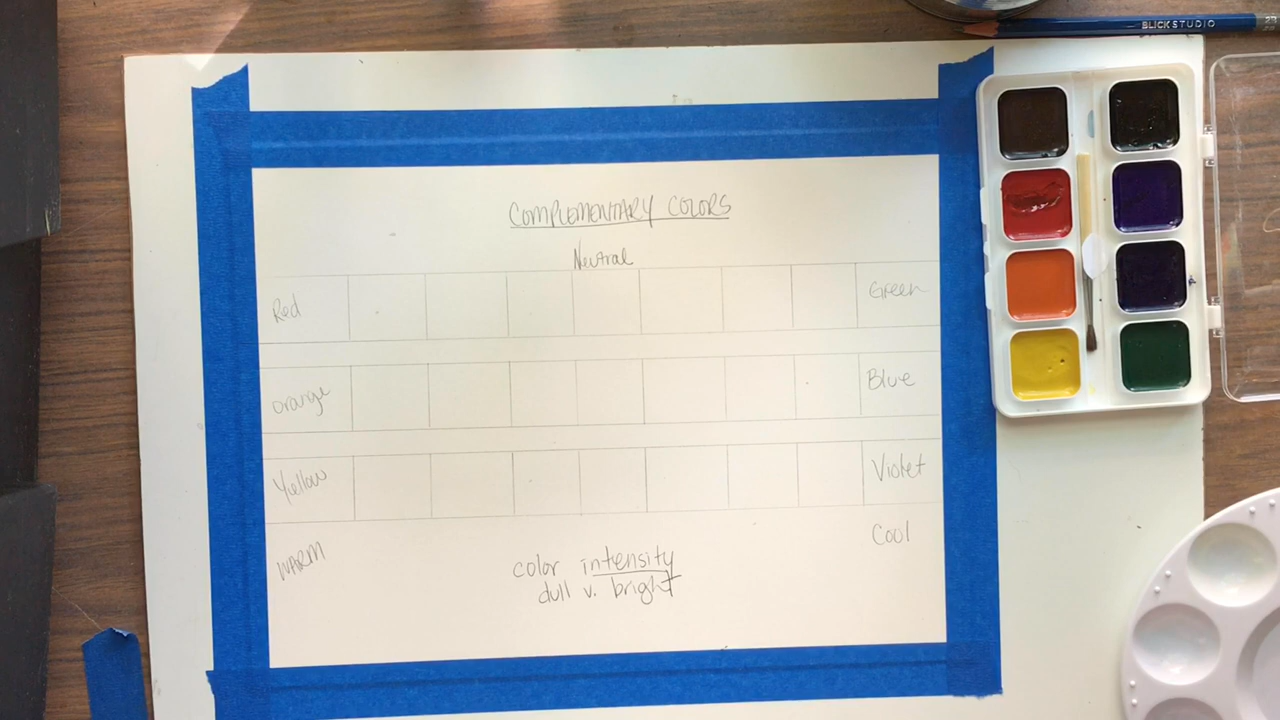 BLICK STUDIO
COMPLEMENTARY COLORS
Neutral
Red Green
orange Blue
Yellow Violet
WARM Cool
color intensity
dull v. bright